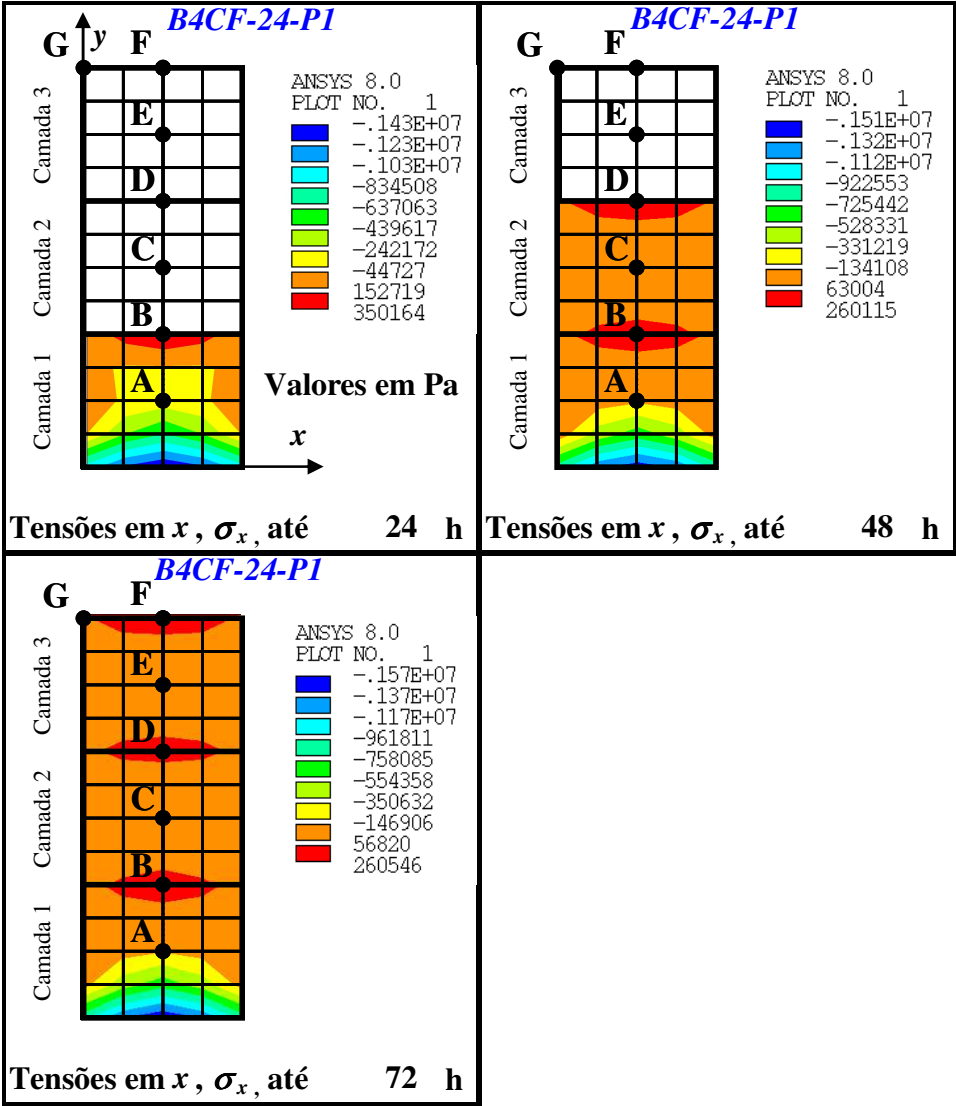 B4CF-24-P1
G y F
ANSYS 8.0
PLOT NO. 1
-.143E+07
-.123E+07
-.103E+07
-834508
-637063
-439617
-242172
-44727
152719
350164
E
D
C
B
A
Camada 3
Camada 2
Camada 1
Valores em Pa
x
Tensões em x , σx , até 24 h
B4CF-24-P1
G F
ANSYS 8.0
PLOT NO. 1
-.151E+07
-.132E+07
-.112E+07
-922553
-725442
-528331
-331219
-134108
63004
260115
E
D
C
B
A
Camada 3
Camada 2
Camada 1
Tensões em x , σx , até 48 h
B4CF-24-P1
G F
ANSYS 8.0
PLOT NO. 1
-.157E+07
-.137E+07
-.117E+07
-961811
-758085
-554358
-350632
-146906
56820
260546
E
D
C
B
A
Camada 3
Camada 2
Camada 1
Tensões em x , σx , até 72 h